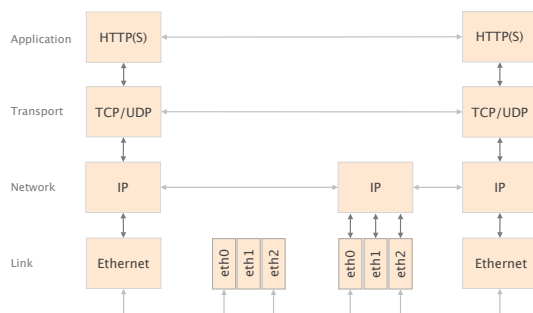 Application
HTTP(S)
HTTP(S)
Transport
TCP/UDP
TCP/UDP
Network
IP
IP
IP
Link
Ethernet
eth0
eth1
eth2
eth0
eth1
eth2
Ethernet